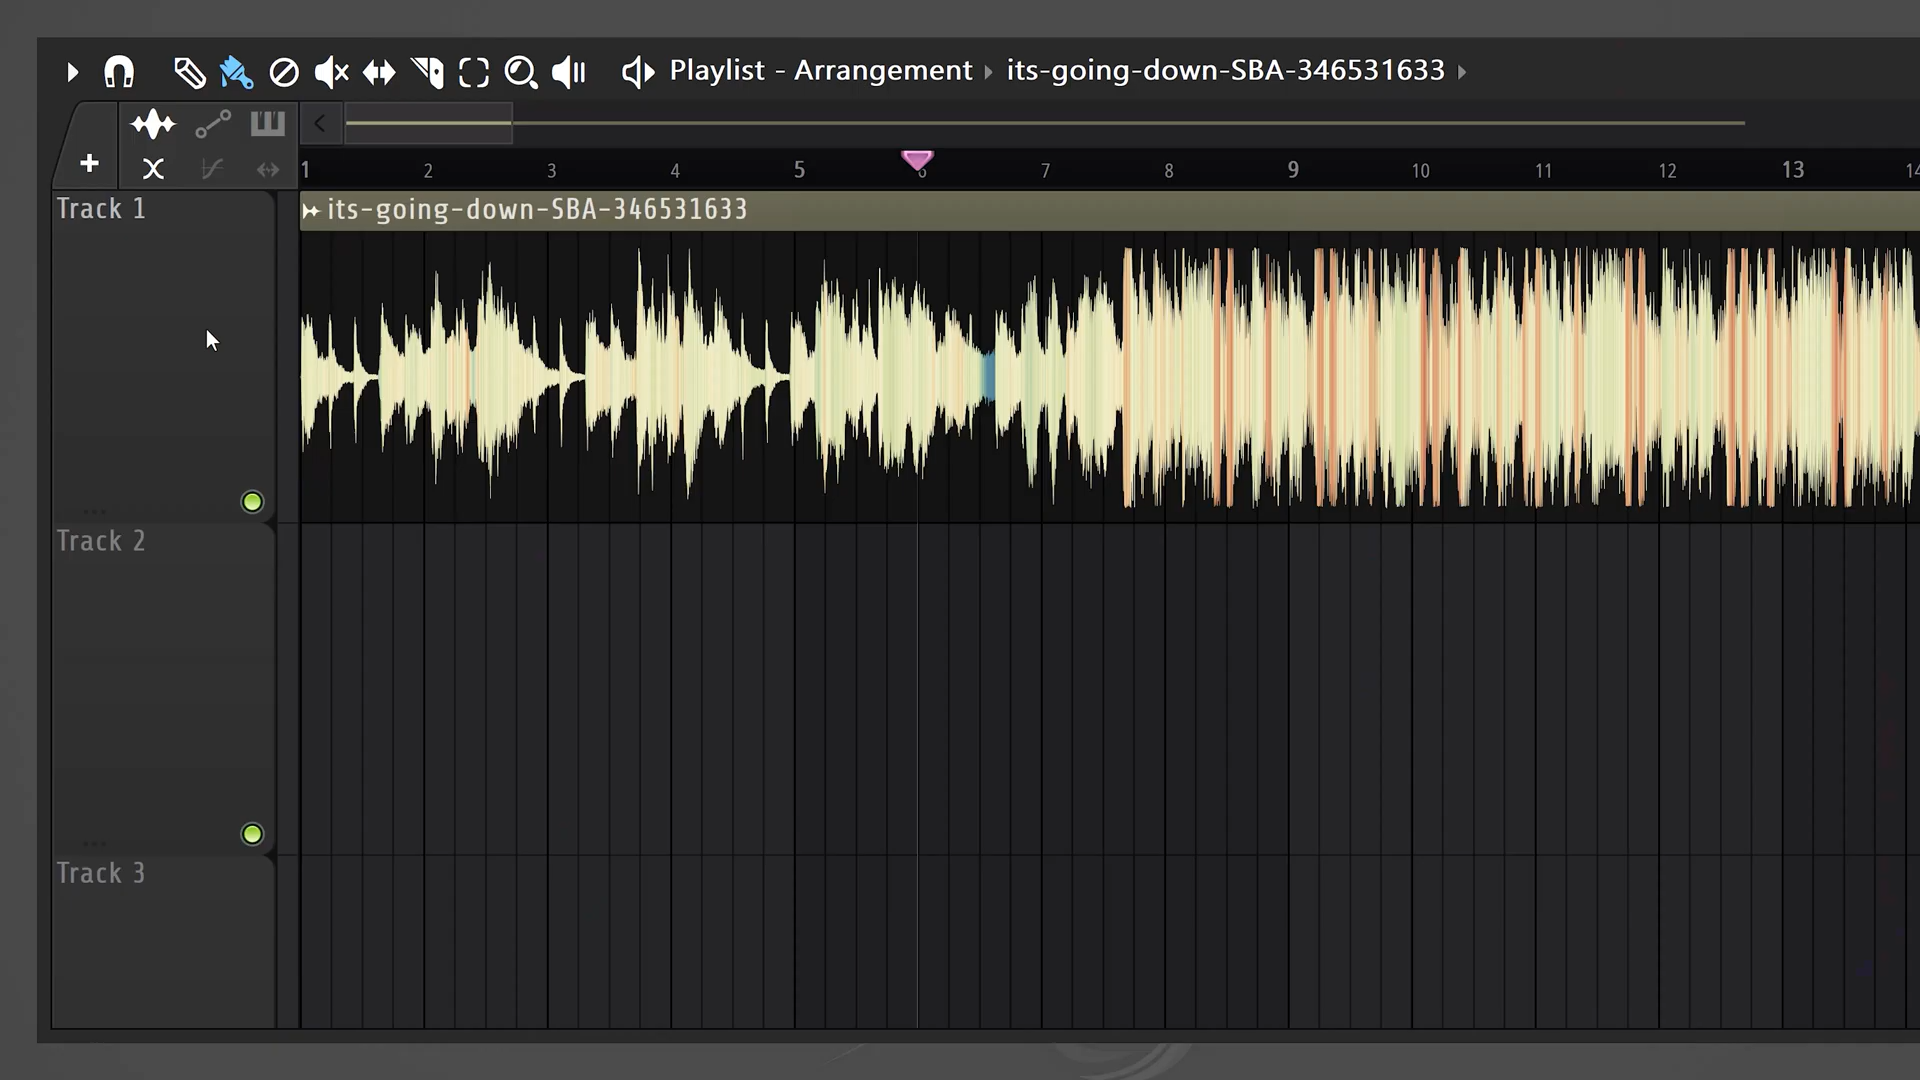 Playlist - Arrangement its-going-down-SBA-346531633
1 2 3 4 5 6 7 8 9 10 11 12 13 14
Track 1
its-going-down-SBA-346531633
Track 2
Track 3